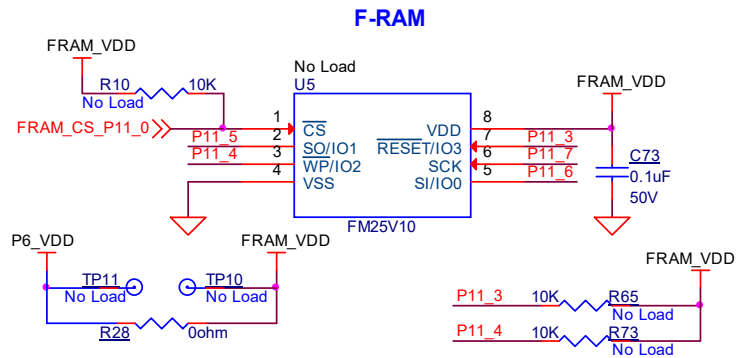 F-RAM
FRAM_VDD
R10 10K
No Load
FRAM_CS_P11_0
P11_5
P11_4
No Load
U5
1 CS VDD 8
2 SO/IO1 RESET/IO3 7
3 WP/IO2 SCK 6
4 VSS SI/IO0 5
FM25V10
P11_3
P11_7
P11_6
FRAM_VDD
C73
0.1uF
50V
P6_VDD
FRAM_VDD
TP11
No Load
TP10
No Load
R28 0ohm
FRAM_VDD
P11_3 10K R65
No Load
P11_4 10K R73
No Load